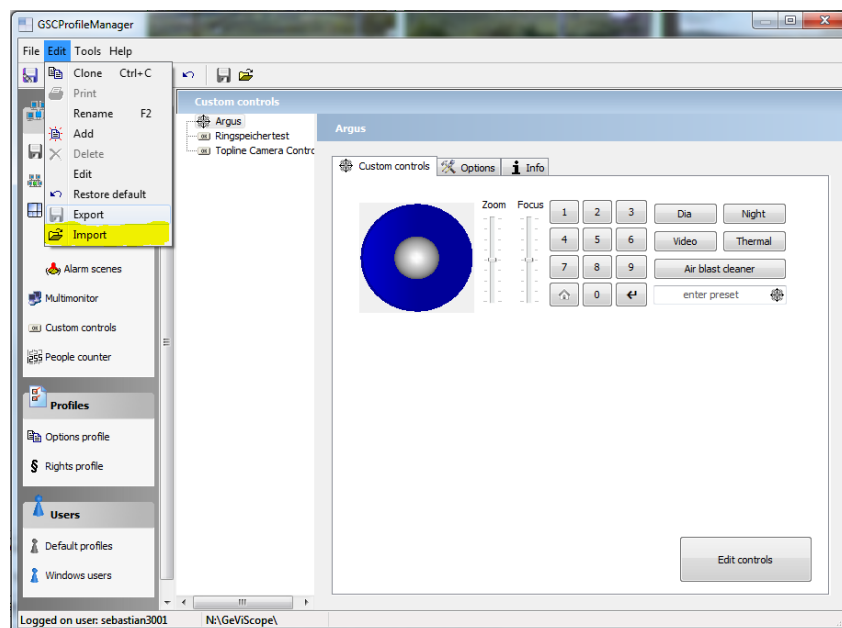 GSCProfileManager
File Edit Tools Help
Clone Ctrl+C
Print
Rename F2
Add
Delete
Edit
Restore default
Export
Import
Alarm scenes
Multimonitor
Custom controls
People counter
Profiles
Options profile
Rights profile
Users
Default profiles
Windows users
Custom controls
Argus
Ringspeichertest
Topline Camera Contrc
Argus
Custom controls Options Info
Zoom Focus
1 2 3 Dia Night
4 5 6 Video Thermal
7 8 9 Air blast cleaner
0 enter preset
Edit controls
Logged on user: sebastian3001 N:\GeViScope\